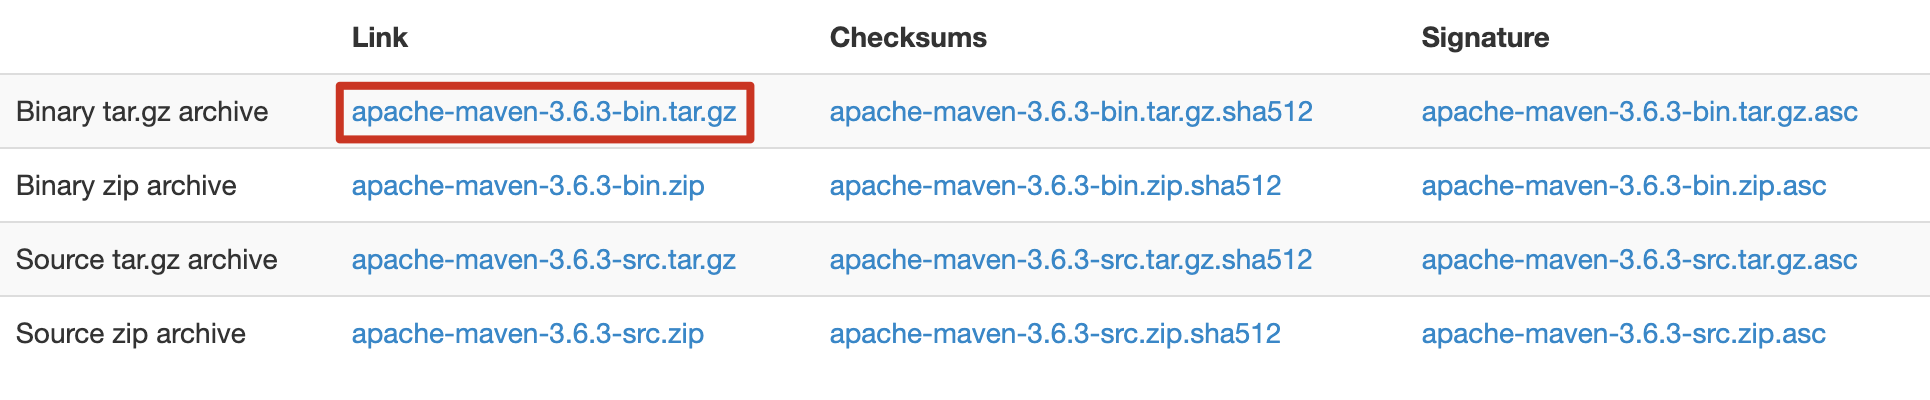 Link Checksums Signature
Binary tar.gz archive apache-maven-3.6.3-bin.tar.gz apache-maven-3.6.3-bin.tar.gz.sha512 apache-maven-3.6.3-bin.tar.gz.asc
Binary zip archive apache-maven-3.6.3-bin.zip apache-maven-3.6.3-bin.zip.sha512 apache-maven-3.6.3-bin.zip.asc
Source tar.gz archive apache-maven-3.6.3-src.tar.gz apache-maven-3.6.3-src.tar.gz.sha512 apache-maven-3.6.3-src.tar.gz.asc
Source zip archive apache-maven-3.6.3-src.zip apache-maven-3.6.3-src.zip.sha512 apache-maven-3.6.3-src.zip.asc